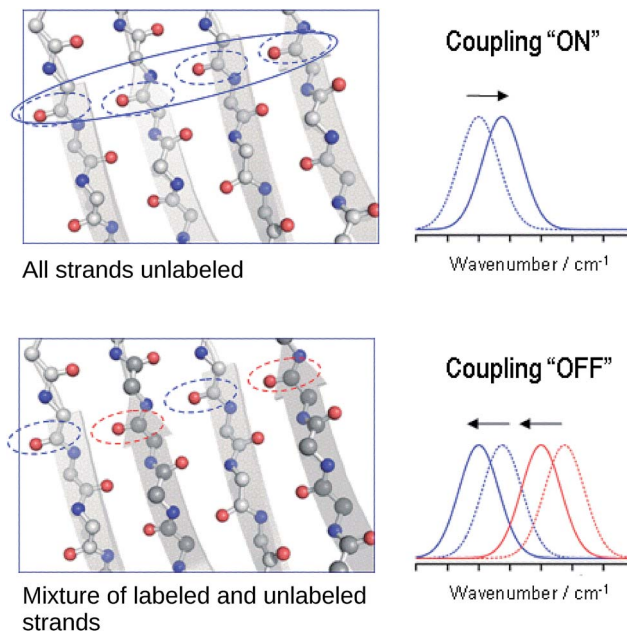 Coupling “ON”
Wavenumber / cm⁻¹
All strands unlabeled
Coupling “OFF”
Wavenumber / cm⁻¹
Mixture of labeled and unlabeled
strands